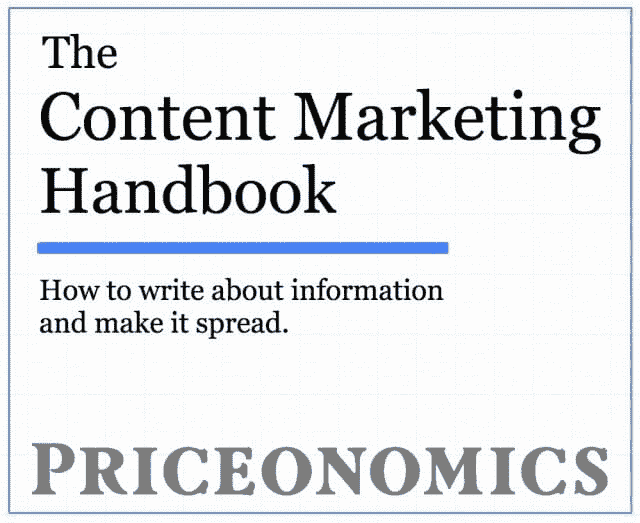 The
Content Marketing
Handbook
How to write about information
and make it spread.
PRICEONOMICS